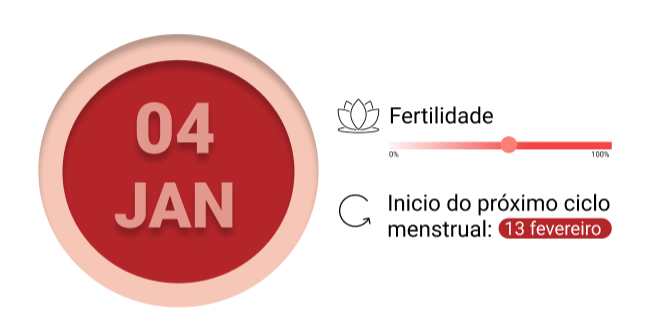 04
JAN
Fertilidade
0% 100%
Inicio do próximo ciclo
menstrual: 13 fevereiro